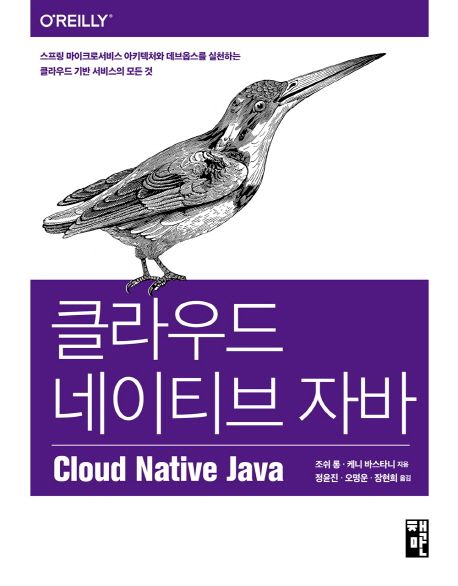 O'REILLY®
스프링 마이크로서비스 아키텍처와 데브옵스를 실천하는
클라우드 기반 서비스의 모든 것
클라우드
네이티브 자바
Cloud Native Java
조쉬 롱 · 케니 바스타니 지음
정윤진 · 오명운 · 장현희 옮김
책만